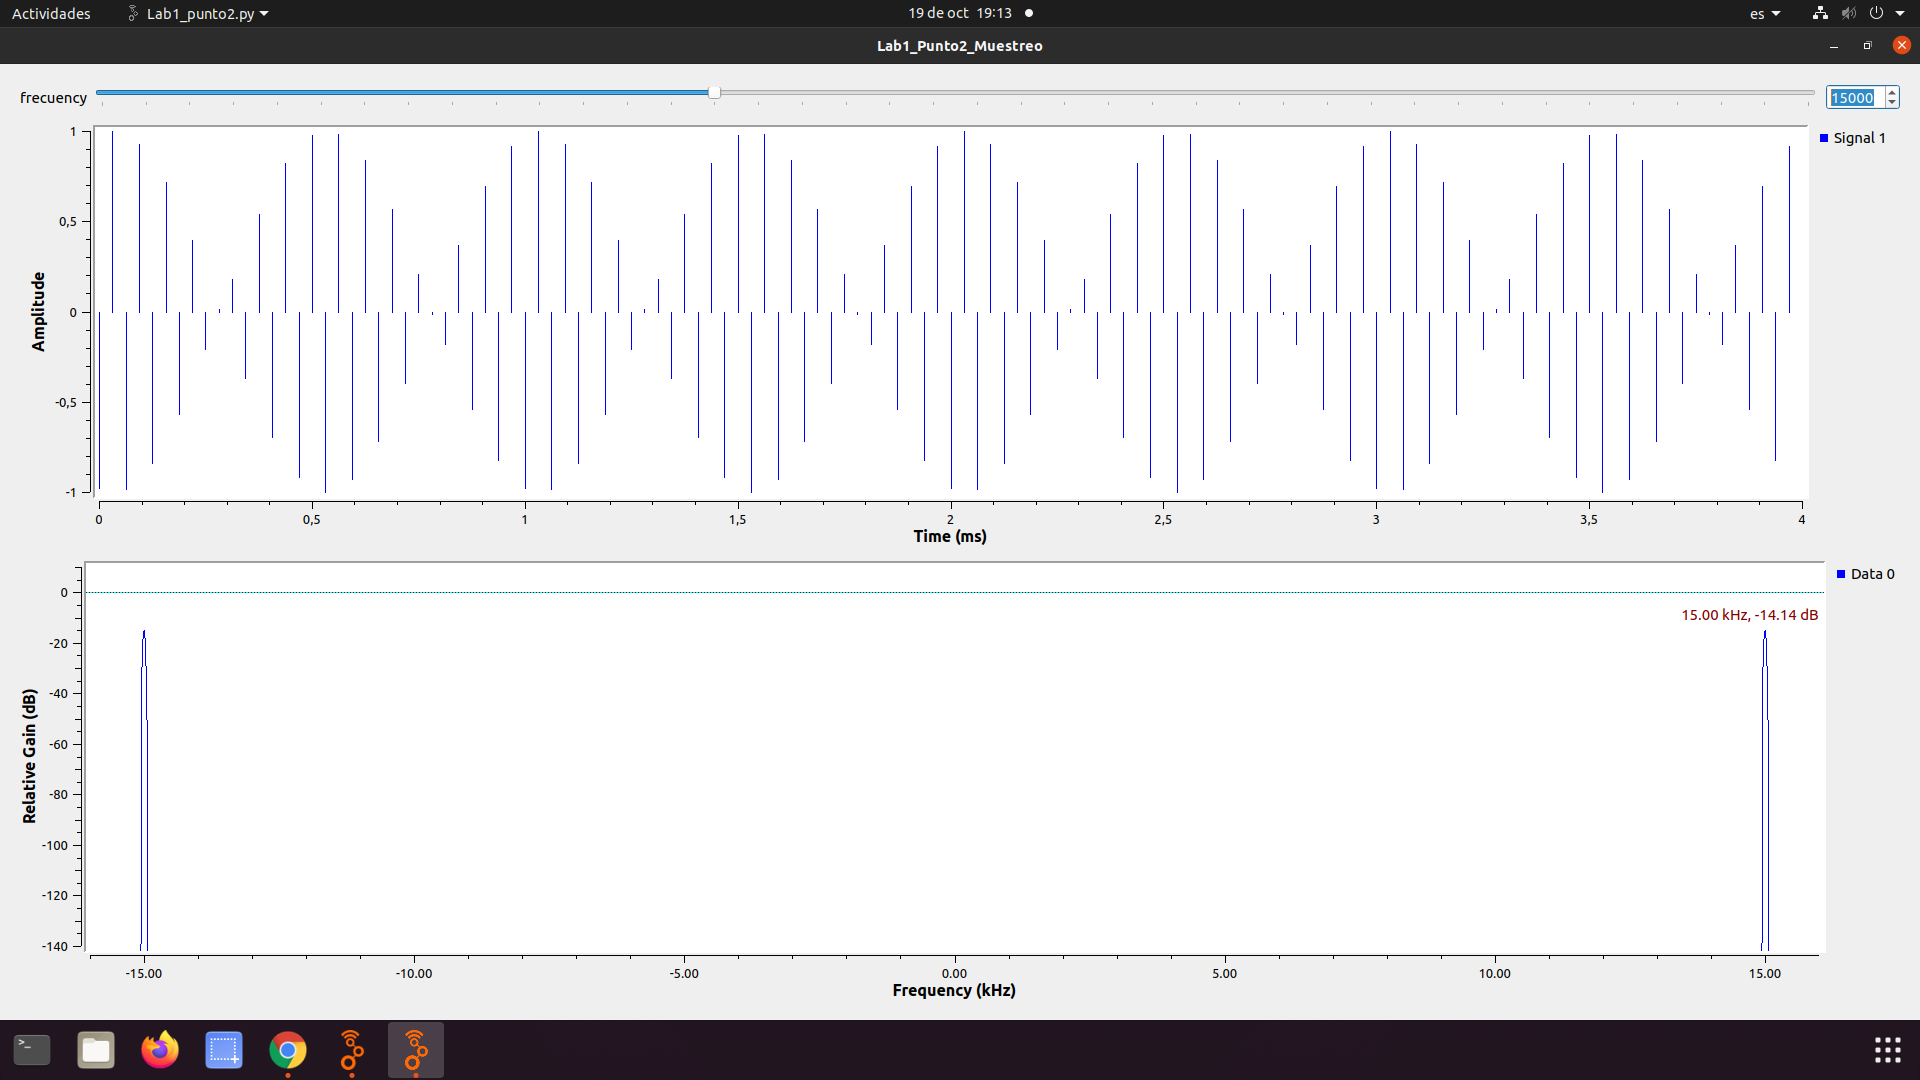 Actividades
Lab1_punto2.py
19 de oct 19:13
es
Lab1_Punto2_Muestreo
frecuency
15000
Signal 1
Amplitude
1
0,5
0
-0,5
-1
0 0,5 1 1,5 2 2,5 3 3,5 4
Time (ms)
Data 0
15.00 kHz, -14.14 dB
Relative Gain (dB)
0
-20
-40
-60
-80
-100
-120
-140
-15.00 -10.00 -5.00 0.00 5.00 10.00 15.00
Frequency (kHz)